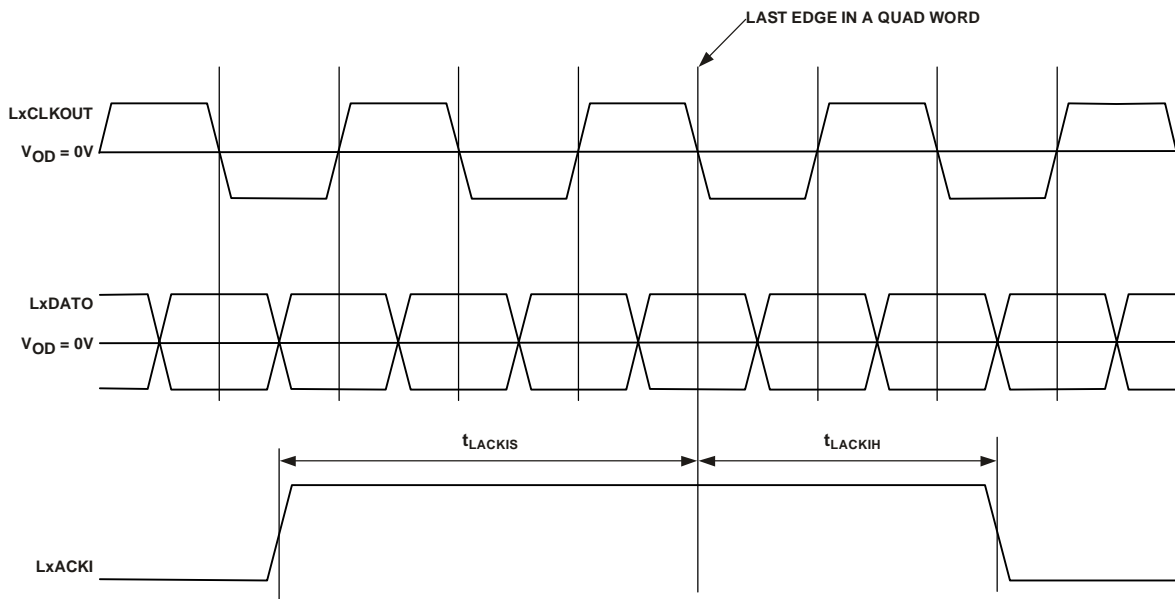 LAST EDGE IN A QUAD WORD
LxCLKOUT
VOD = 0V
LxDATO
VOD = 0V
tLACKIS
tLACKIH
LxACKI